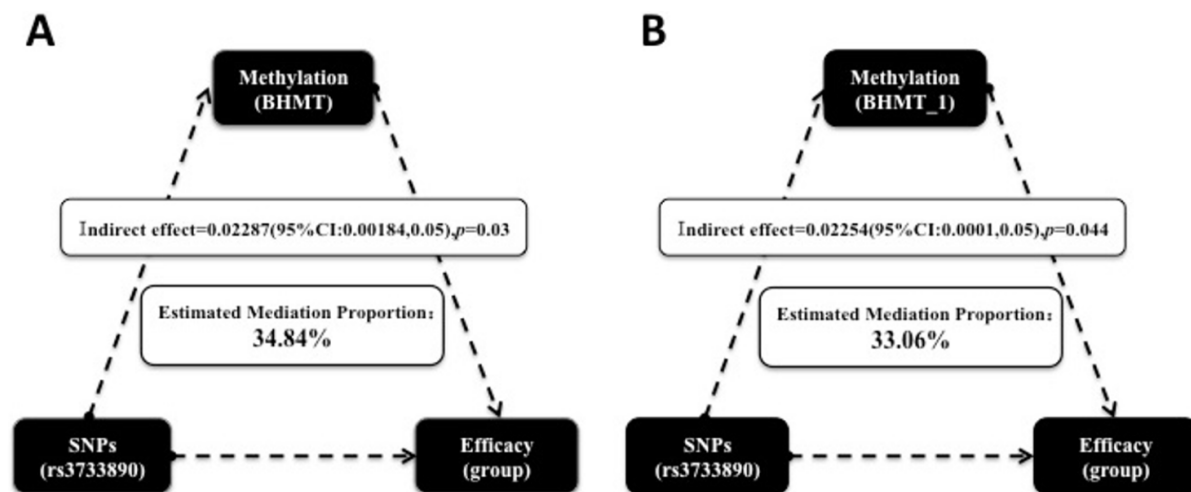 A
Methylation
(BHMT)
Indirect effect=0.02287(95%CI:0.00184,0.05),p=0.03
Estimated Mediation Proportion：
34.84%
SNPs
(rs3733890)
Efficacy
(group)
B
Methylation
(BHMT_1)
Indirect effect=0.02254(95%CI:0.0001,0.05),p=0.044
Estimated Mediation Proportion：
33.06%
SNPs
(rs3733890)
Efficacy
(group)